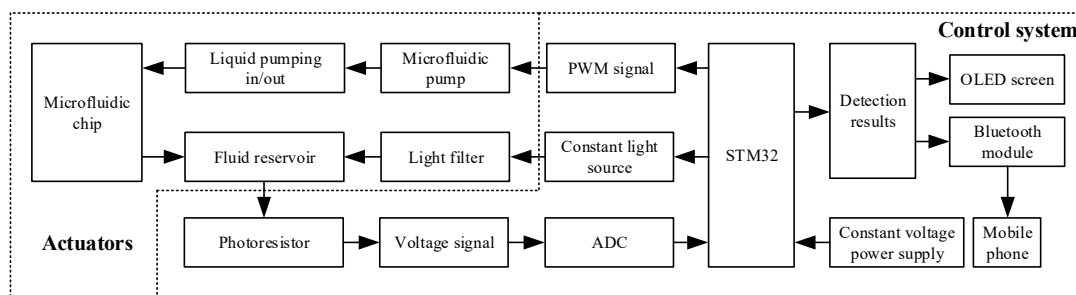 Control system
Microfluidic
chip
Liquid pumping
in/out
Microfluidic
pump
PWM signal
STM32
Detection
results
OLED screen
Bluetooth
module
Fluid reservoir
Light filter
Constant light
source
Actuators
Photoresistor
Voltage signal
ADC
Constant voltage
power supply
Mobile
phone